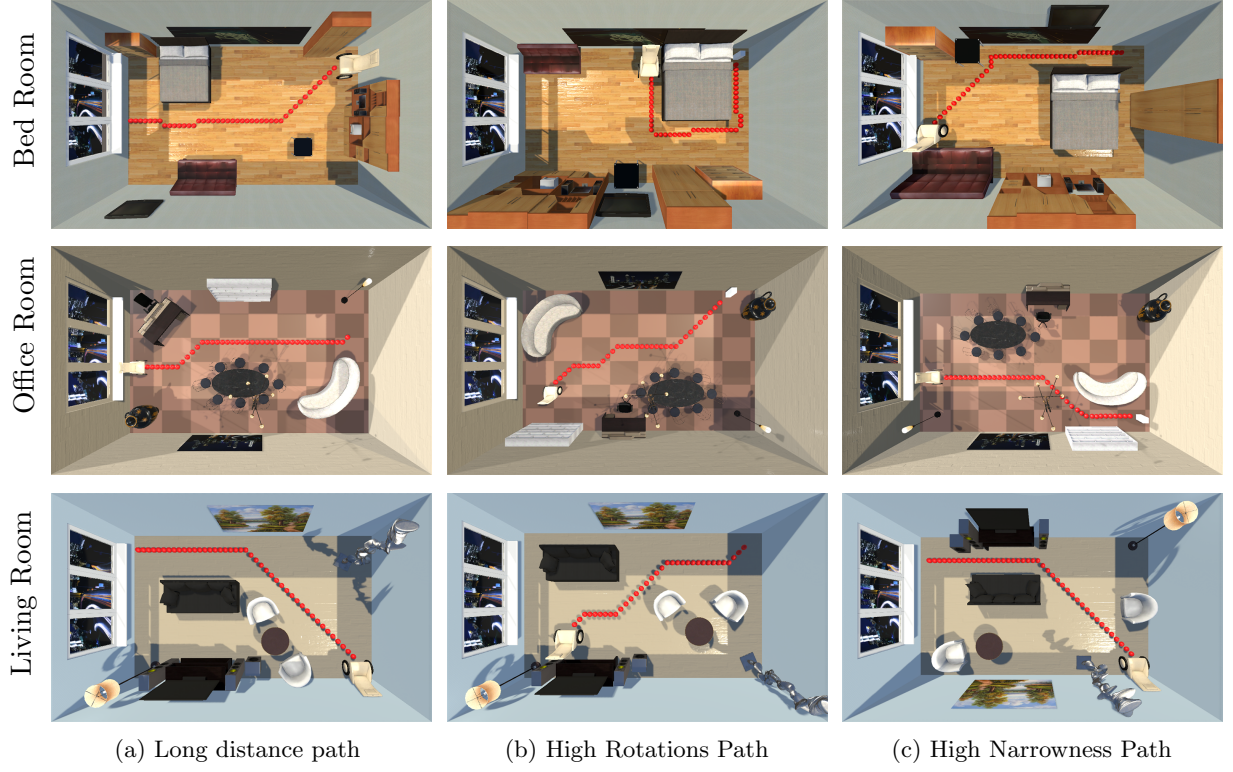 Bed Room
Office Room
Living Room
(a) Long distance path
(b) High Rotations Path
(c) High Narrowness Path